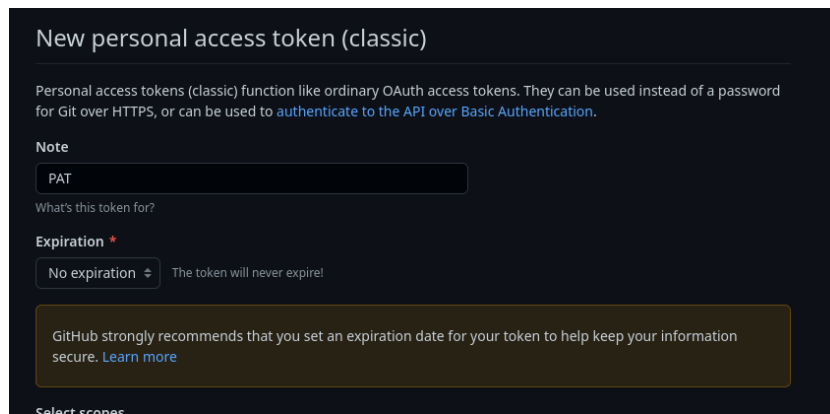 New personal access token (classic)
Personal access tokens (classic) function like ordinary OAuth access tokens. They can be used instead of a password
for Git over HTTPS, or can be used to authenticate to the API over Basic Authentication.
Note
PAT
What's this token for?
Expiration *
No expiration The token will never expire!
GitHub strongly recommends that you set an expiration date for your token to help keep your information
secure. Learn more
Select scopes